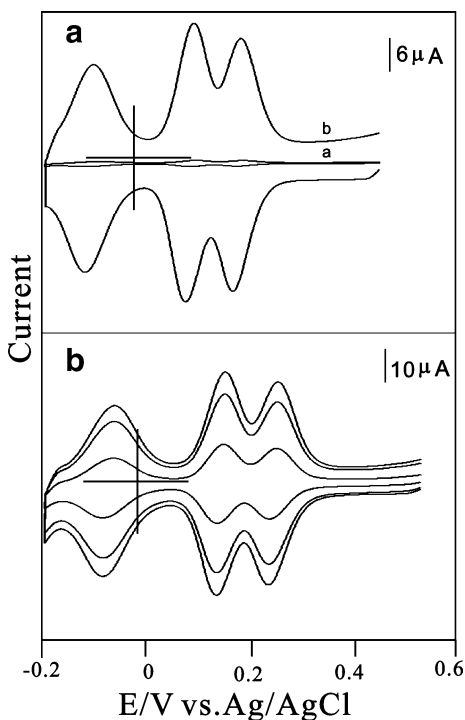 a
6 μA
b
a
Current
b
10 μA
-0.2 0 0.2 0.4 0.6
E/V vs.Ag/AgCl